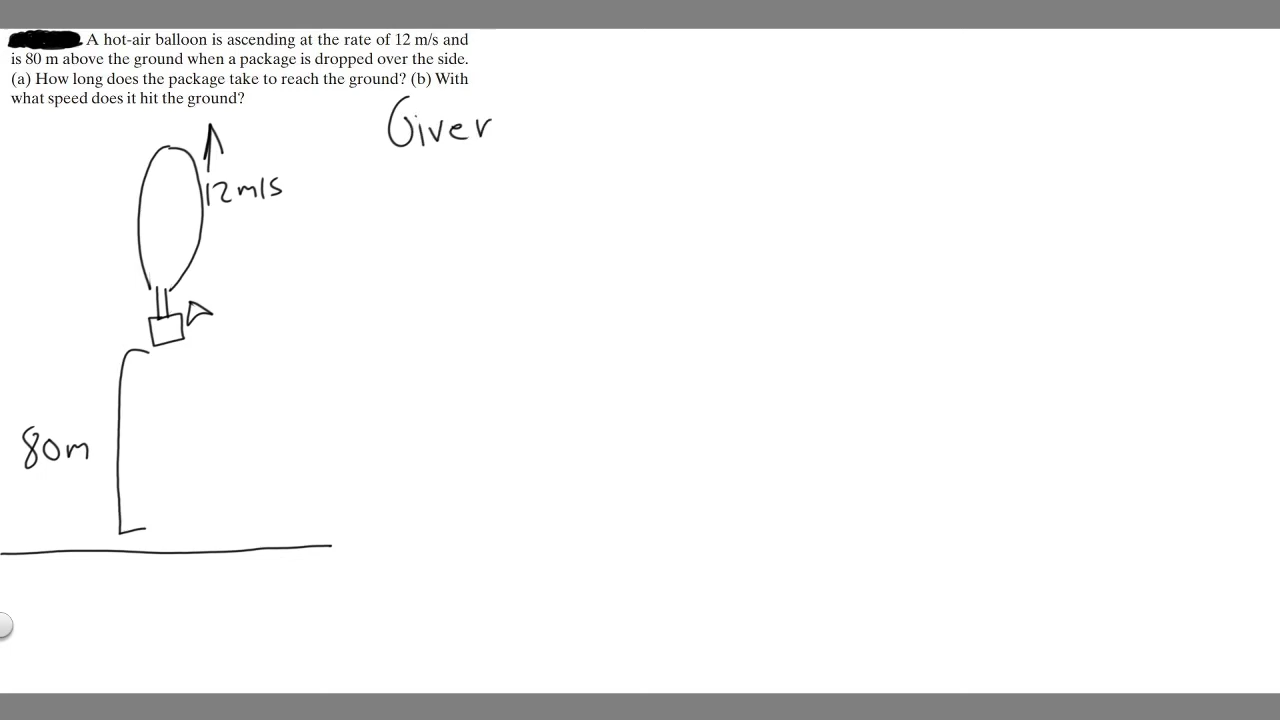 A hot-air balloon is ascending at the rate of 12 m/s and
is 80 m above the ground when a package is dropped over the side.
(a) How long does the package take to reach the ground? (b) With
what speed does it hit the ground?
Giver
12m/s
80m